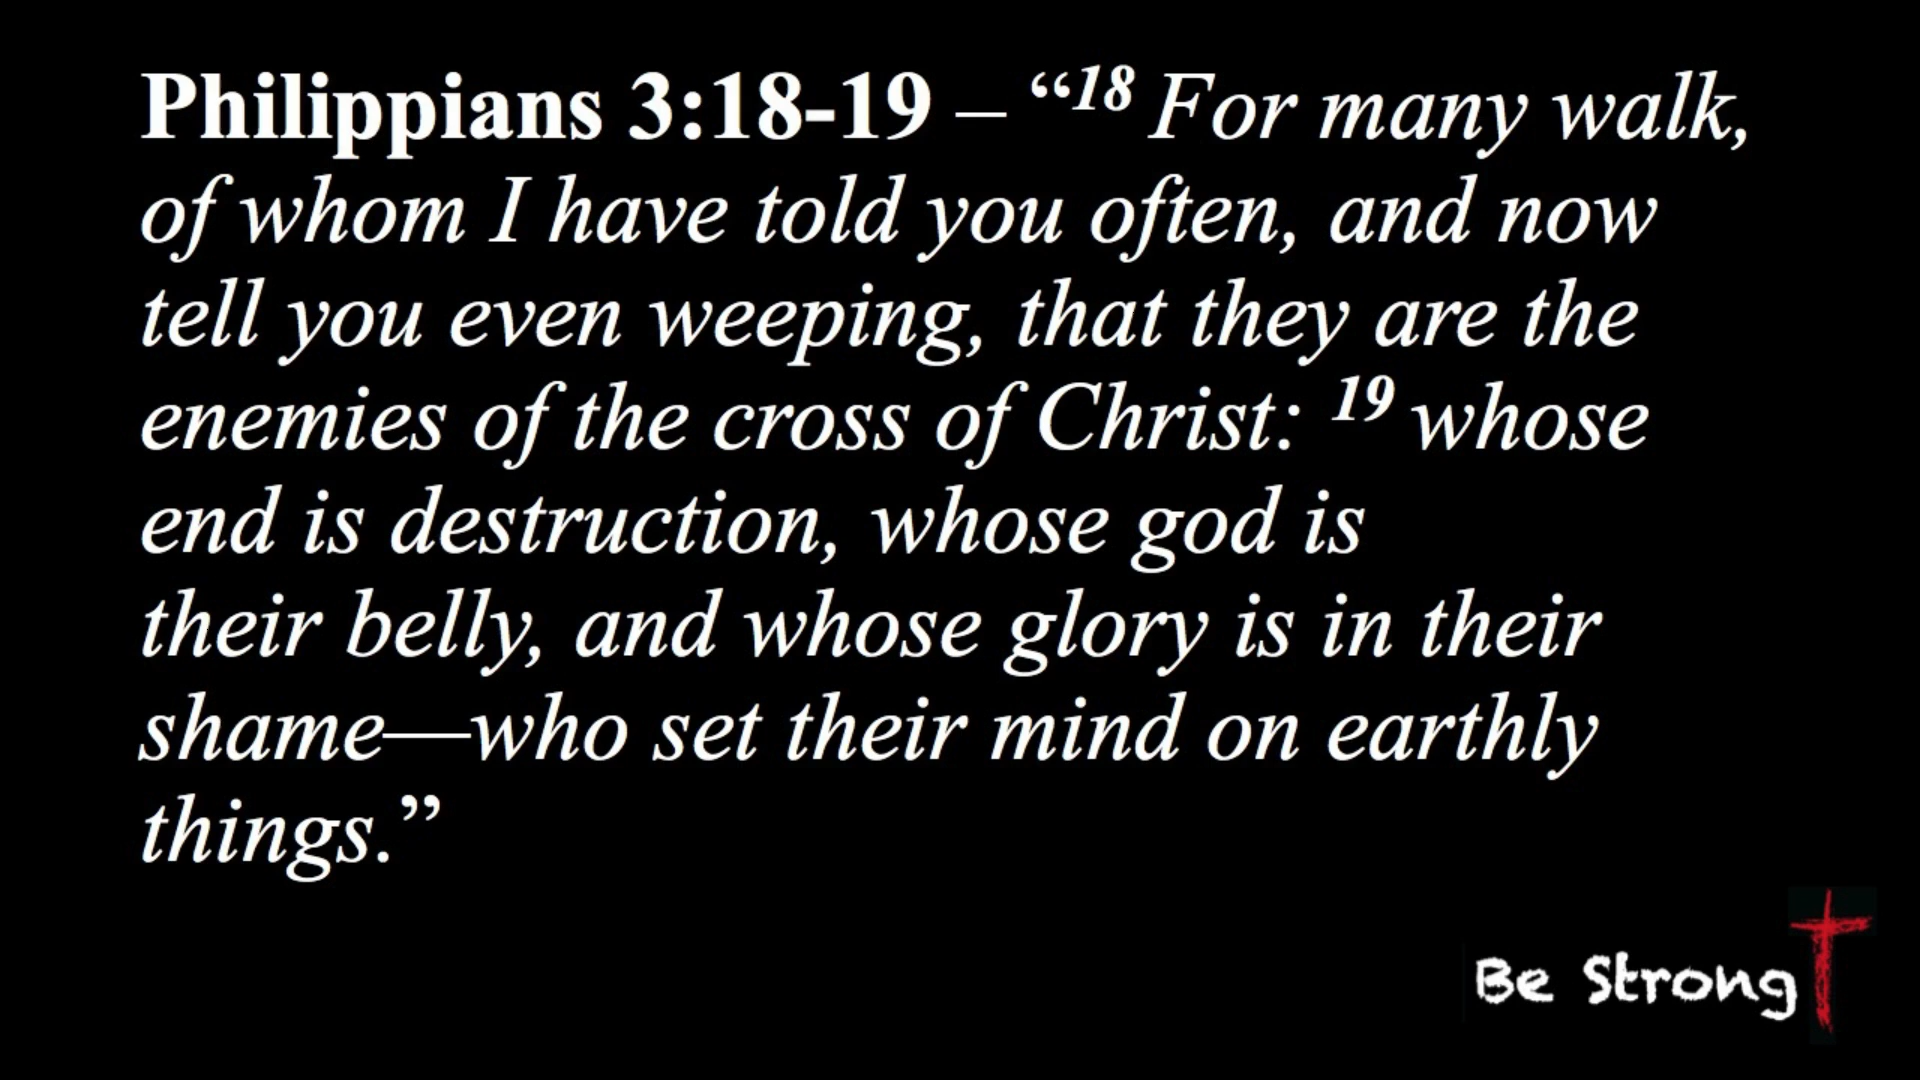 Philippians 3:18-19 – “18 For many walk,
of whom I have told you often, and now
tell you even weeping, that they are the
enemies of the cross of Christ: 19 whose
end is destruction, whose god is
their belly, and whose glory is in their
shame—who set their mind on earthly
things.”
Be Strong